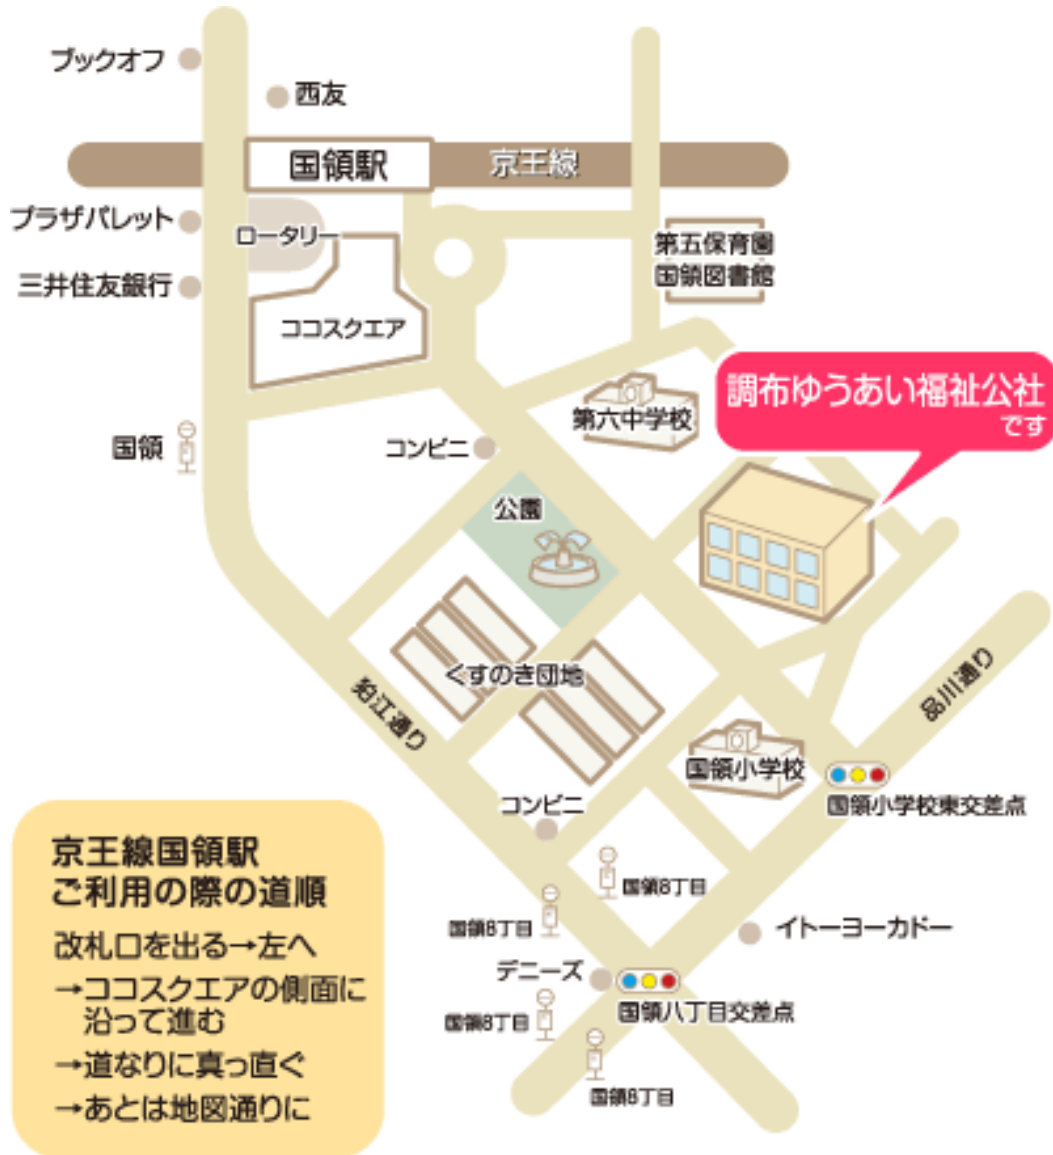 ブックオフ
西友
国領駅
京王線
プラザパレット
ロータリー
第五保育園
国領図書館
三井住友銀行
ココスクエア
調布ゆうあい福祉公社
です
第六中学校
国領
コンビニ
公園
くすのき団地
狛江通り
品川通り
国領小学校
コンビニ
国領小学校東交差点
京王線国領駅
ご利用の際の道順
改札口を出る→左へ
→ココスクエアの側面に
沿って進む
→道なりに真っ直ぐ
→あとは地図通りに
国領8丁目
国領8丁目
イトーヨーカドー
デニーズ
国領8丁目
国領八丁目交差点
国領8丁目